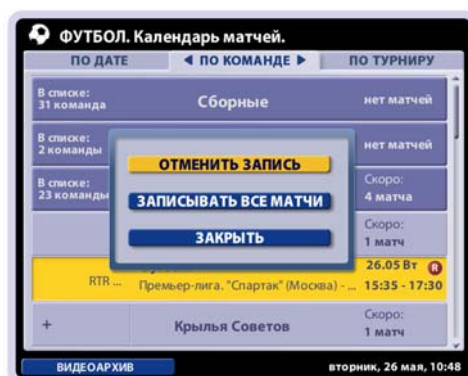 ФУТБОЛ. Календарь матчей.
ПО ДАТЕ ◄ ПО КОМАНДЕ ► ПО ТУРНИРУ
В списке:
31 команда Сборные нет матчей
В списке:
2 команды нет матчей
ОТМЕНИТЬ ЗАПИСЬ
В списке: Скоро:
23 команды 4 матча
ЗАПИСЫВАТЬ ВСЕ МАТЧИ
Скоро:
1 матч
ЗАКРЫТЬ
26.05 Вт R
RTR ... Премьер-лига. "Спартак" (Москва) - ... 15:35 - 17:30
Скоро:
+ Крылья Советов 1 матч
ВИДЕОАРХИВ вторник, 26 мая, 10:48